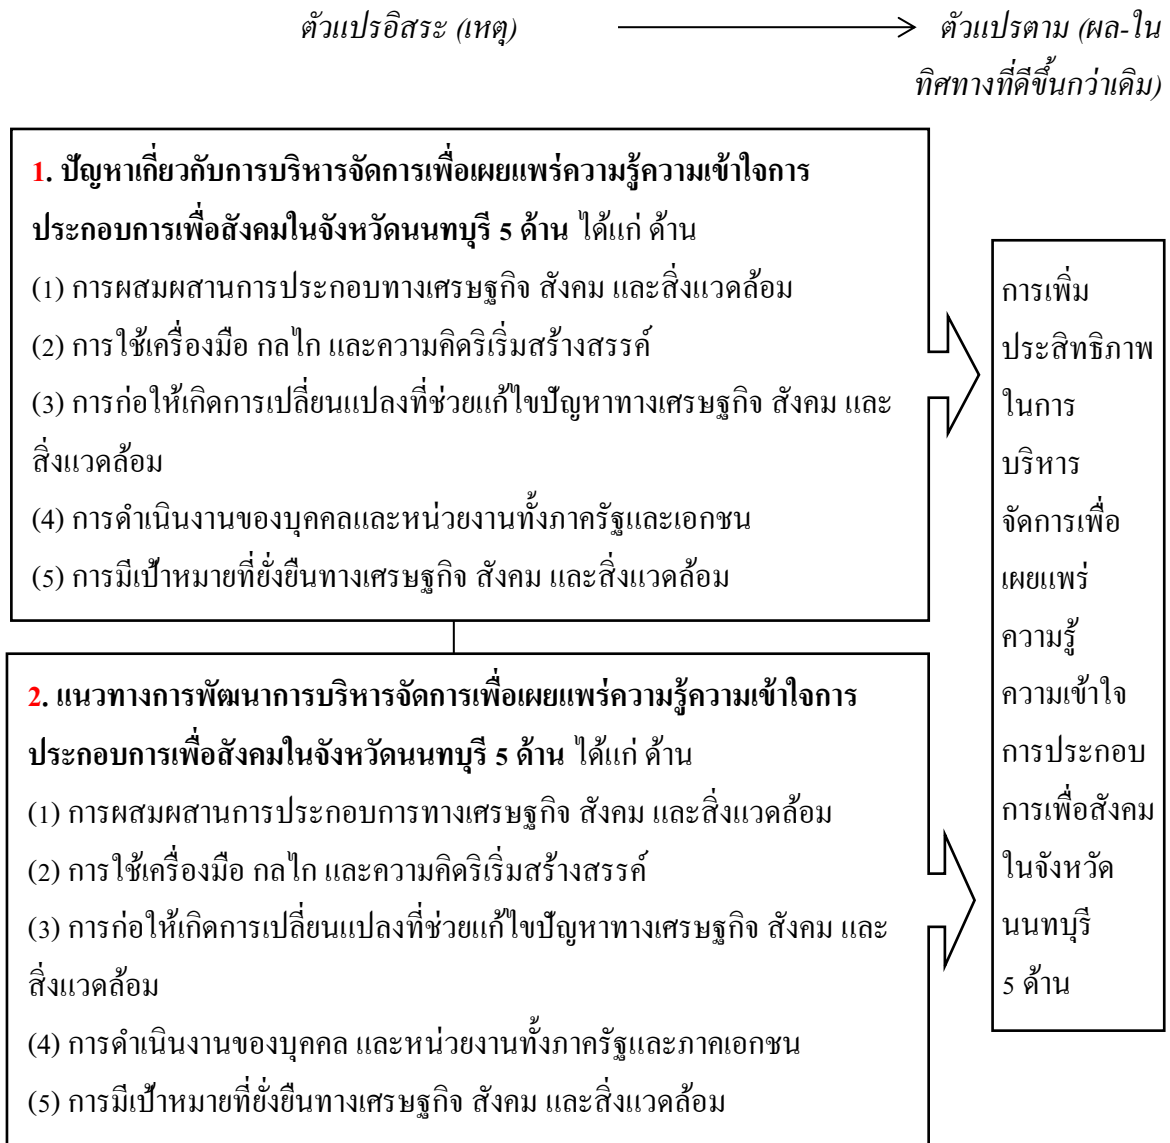 ตัวแปรอิสระ (เหตุ)
ตัวแปรตาม (ผล-ใน
ทิศทางที่ดีขึ้นกว่าเดิม)
1. ปัญหาเกี่ยวกับการบริหารจัดการเพื่อเผยแพร่ความรู้ความเข้าใจการ
ประกอบการเพื่อสังคมในจังหวัดนนทบุรี 5 ด้าน ได้แก่ ด้าน
(1) การผสมผสานการประกอบทางเศรษฐกิจ สังคม และสิ่งแวดล้อม
(2) การใช้เครื่องมือ กลไก และความคิดริเริ่มสร้างสรรค์
(3) การก่อให้เกิดการเปลี่ยนแปลงที่ช่วยแก้ไขปัญหาทางเศรษฐกิจ สังคม และ
สิ่งแวดล้อม
(4) การดำเนินงานของบุคคลและหน่วยงานทั้งภาครัฐและเอกชน
(5) การมีเป้าหมายที่ยั่งยืนทางเศรษฐกิจ สังคม และสิ่งแวดล้อม
2. แนวทางการพัฒนาการบริหารจัดการเพื่อเผยแพร่ความรู้ความเข้าใจการ
ประกอบการเพื่อสังคมในจังหวัดนนทบุรี 5 ด้าน ได้แก่ ด้าน
(1) การผสมผสานการประกอบการทางเศรษฐกิจ สังคม และสิ่งแวดล้อม
(2) การใช้เครื่องมือ กลไก และความคิดริเริ่มสร้างสรรค์
(3) การก่อให้เกิดการเปลี่ยนแปลงที่ช่วยแก้ไขปัญหาทางเศรษฐกิจ สังคม และ
สิ่งแวดล้อม
(4) การดำเนินงานของบุคคล และหน่วยงานทั้งภาครัฐและภาคเอกชน
(5) การมีเป้าหมายที่ยั่งยืนทางเศรษฐกิจ สังคม และสิ่งแวดล้อม
การเพิ่ม
ประสิทธิภาพ
ในการ
บริหาร
จัดการเพื่อ
เผยแพร่
ความรู้
ความเข้าใจ
การประกอบ
การเพื่อสังคม
ในจังหวัด
นนทบุรี
5 ด้าน